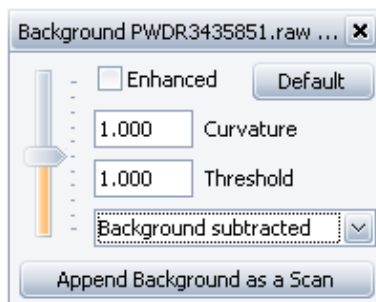 Background PWDR3435851.raw ...
Enhanced
Default
1.000 Curvature
1.000 Threshold
Background subtracted
Append Background as a Scan